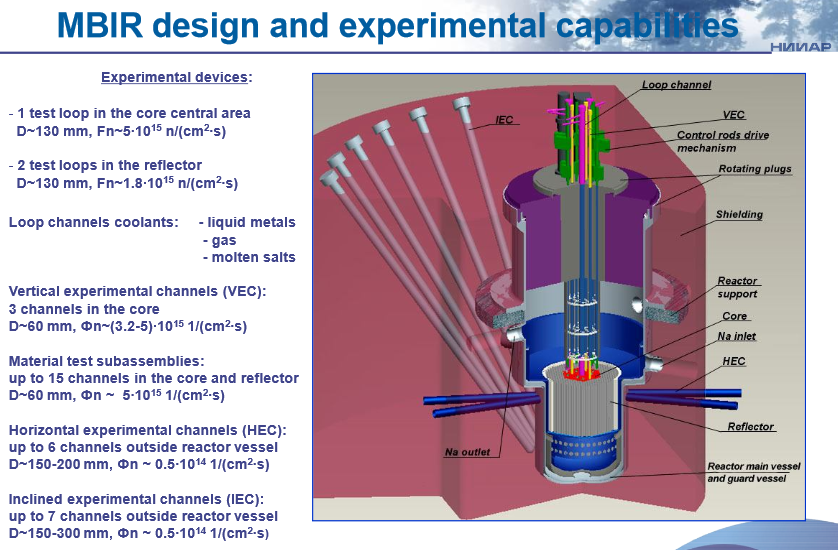 MBIR design and experimental capabilities
НИИАР
Experimental devices:
- 1 test loop in the core central area
D~130 mm, Fn~5·10¹⁵ n/(cm²·s)
- 2 test loops in the reflector
D~130 mm, Fn~1.8·10¹⁵ n/(cm²·s)
Loop channels coolants: - liquid metals
- gas
- molten salts
Vertical experimental channels (VEC):
3 channels in the core
D~60 mm, Φn~(3.2-5)·10¹⁵ 1/(cm²·s)
Material test subassemblies:
up to 15 channels in the core and reflector
D~60 mm, Φn ~ 5·10¹⁵ 1/(cm²·s)
Horizontal experimental channels (HEC):
up to 6 channels outside reactor vessel
D~150-200 mm, Φn ~ 0.5·10¹⁴ 1/(cm²·s)
Inclined experimental channels (IEC):
up to 7 channels outside reactor vessel
D~150-300 mm, Φn ~ 0.5·10¹⁴ 1/(cm²·s)
Loop channel
IEC
VEC
Control rods drive
mechanism
Rotating plugs
Shielding
Reactor
support
Core
Na inlet
HEC
Reflector
Na outlet
Reactor main vessel
and guard vessel